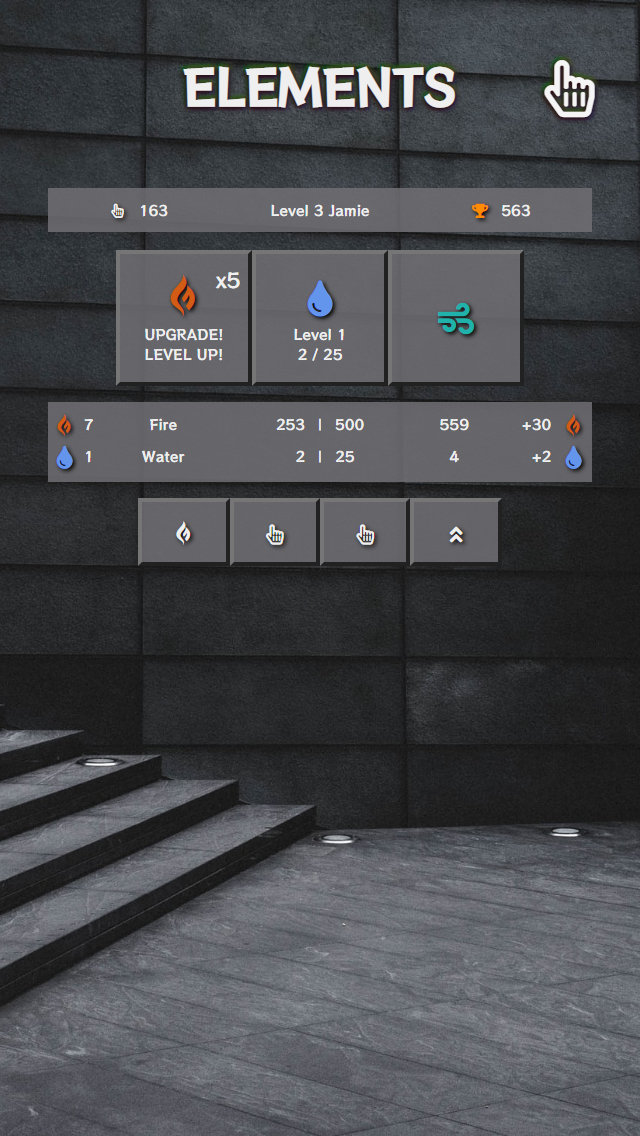 ELEMENTS
163 Level 3 Jamie 563
x5
UPGRADE!
LEVEL UP!
Level 1
2 / 25
7 Fire 253 | 500 559 +30
1 Water 2 | 25 4 +2